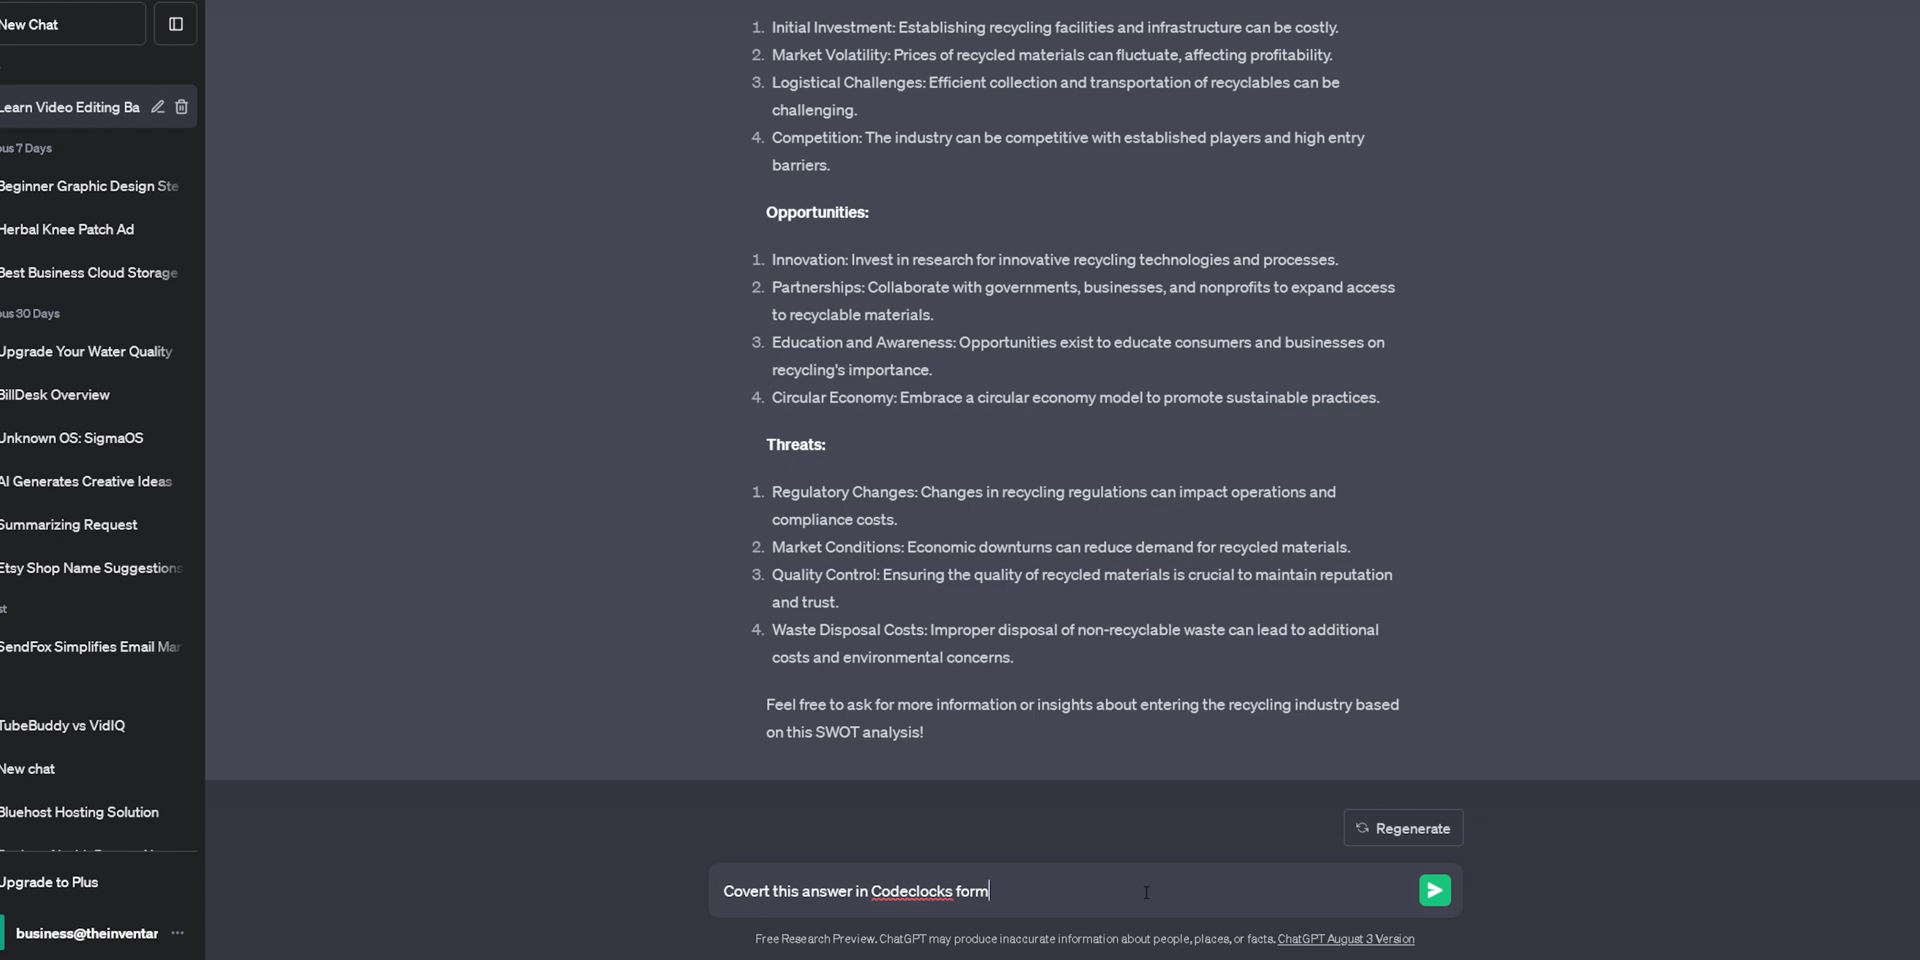 New Chat
Learn Video Editing Ba
ous 7 Days
Beginner Graphic Design Ste
Herbal Knee Patch Ad
Best Business Cloud Storage
ous 30 Days
Upgrade Your Water Quality
BillDesk Overview
Unknown OS: SigmaOS
AI Generates Creative Ideas
Summarizing Request
Etsy Shop Name Suggestions
st
SendFox Simplifies Email Mar
TubeBuddy vs VidIQ
New chat
Bluehost Hosting Solution
Upgrade to Plus
business@theinventar
1. Initial Investment: Establishing recycling facilities and infrastructure can be costly.
2. Market Volatility: Prices of recycled materials can fluctuate, affecting profitability.
3. Logistical Challenges: Efficient collection and transportation of recyclables can be
challenging.
4. Competition: The industry can be competitive with established players and high entry
barriers.
Opportunities:
1. Innovation: Invest in research for innovative recycling technologies and processes.
2. Partnerships: Collaborate with governments, businesses, and nonprofits to expand access
to recyclable materials.
3. Education and Awareness: Opportunities exist to educate consumers and businesses on
recycling's importance.
4. Circular Economy: Embrace a circular economy model to promote sustainable practices.
Threats:
1. Regulatory Changes: Changes in recycling regulations can impact operations and
compliance costs.
2. Market Conditions: Economic downturns can reduce demand for recycled materials.
3. Quality Control: Ensuring the quality of recycled materials is crucial to maintain reputation
and trust.
4. Waste Disposal Costs: Improper disposal of non-recyclable waste can lead to additional
costs and environmental concerns.
Feel free to ask for more information or insights about entering the recycling industry based
on this SWOT analysis!
Regenerate
Covert this answer in Codeclocks form
Free Research Preview. ChatGPT may produce inaccurate information about people, places, or facts. ChatGPT August 3 Version